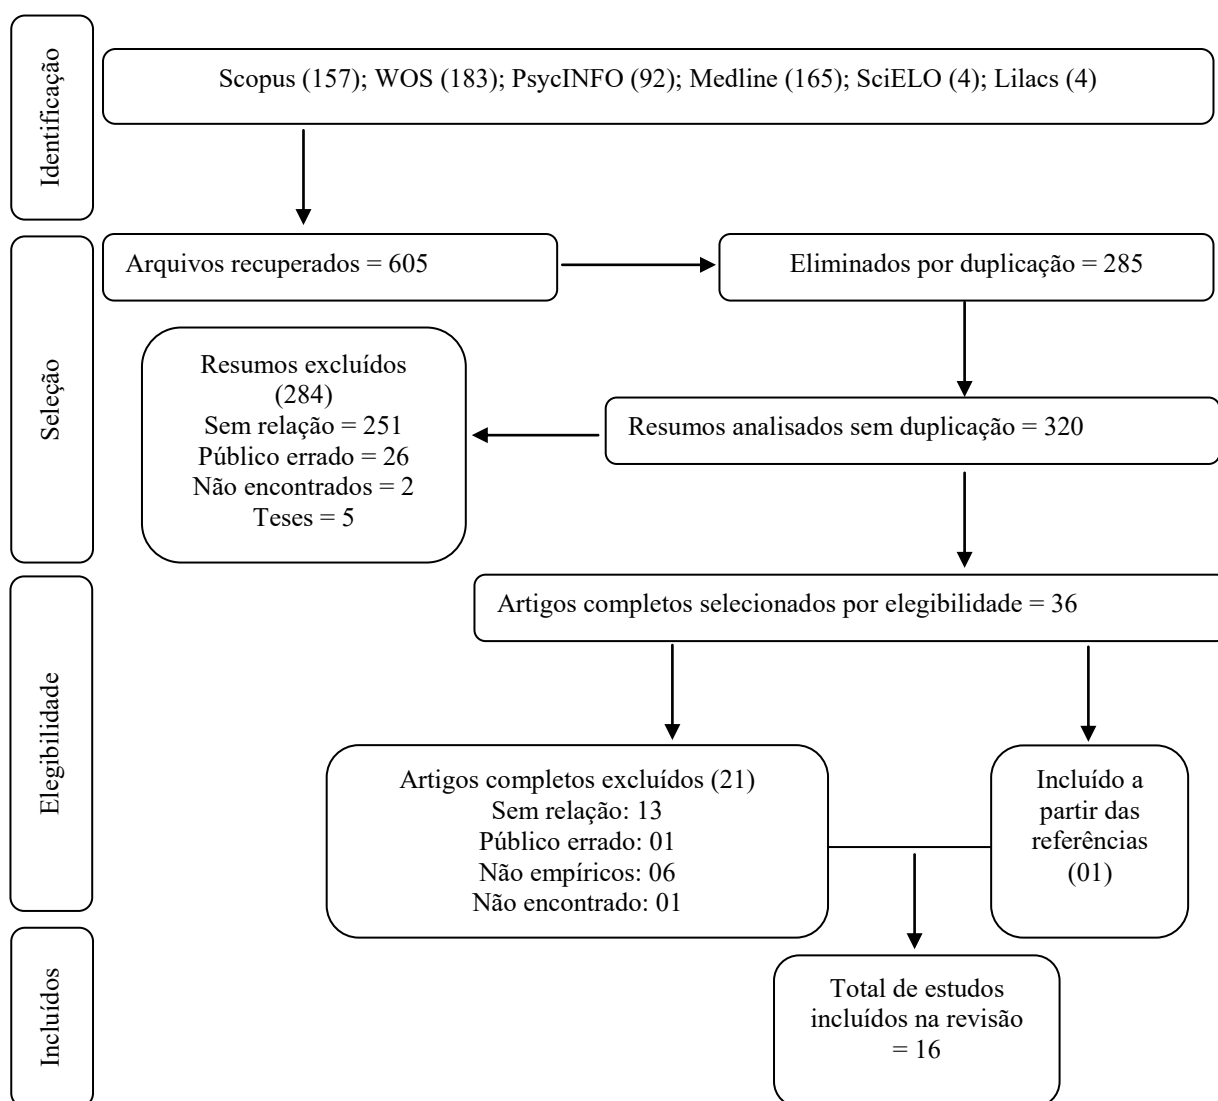 Identificação
Scopus (157); WOS (183); PsycINFO (92); Medline (165); SciELO (4); Lilacs (4)
Seleção
Arquivos recuperados = 605
Eliminados por duplicação = 285
Resumos excluídos
(284)
Sem relação = 251
Público errado = 26
Não encontrados = 2
Teses = 5
Resumos analisados sem duplicação = 320
Elegibilidade
Artigos completos selecionados por elegibilidade = 36
Artigos completos excluídos (21)
Sem relação: 13
Público errado: 01
Não empíricos: 06
Não encontrado: 01
Incluído a
partir das
referências
(01)
Incluídos
Total de estudos
incluídos na revisão
= 16